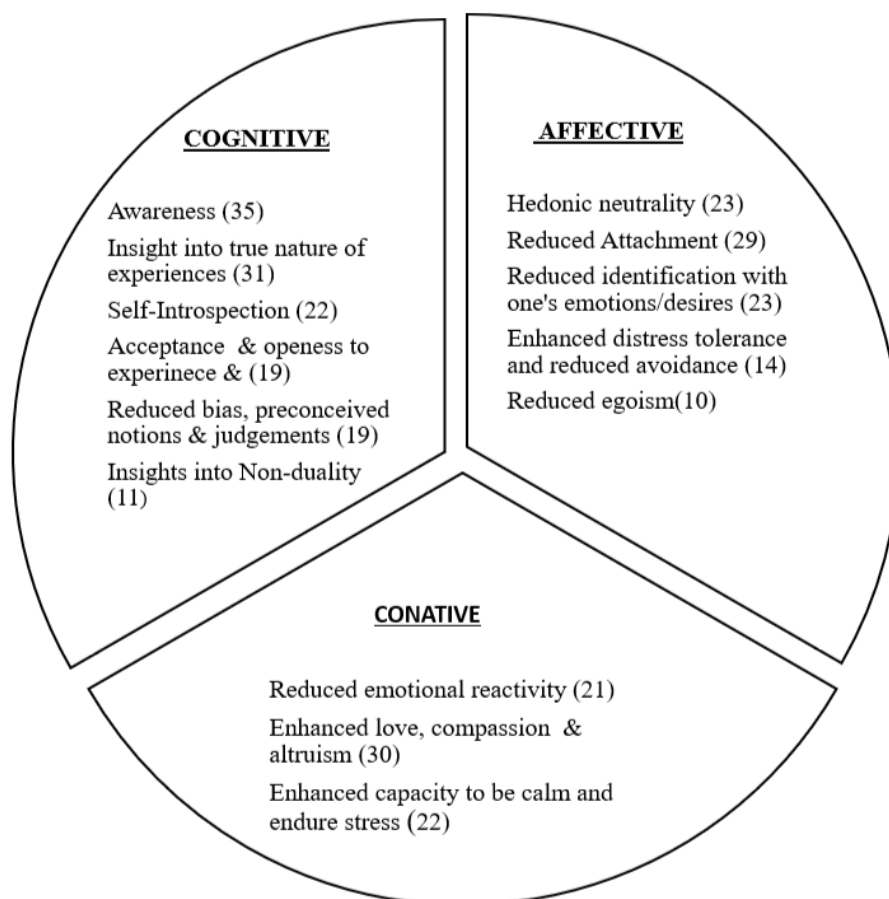 COGNITIVE
Awareness (35)
Insight into true nature of
experiences (31)
Self-Introspection (22)
Acceptance & openess to
experinece & (19)
Reduced bias, preconceived
notions & judgements (19)
Insights into Non-duality
(11)
AFFECTIVE
Hedonic neutrality (23)
Reduced Attachment (29)
Reduced identification with
one's emotions/desires (23)
Enhanced distress tolerance
and reduced avoidance (14)
Reduced egoism(10)
CONATIVE
Reduced emotional reactivity (21)
Enhanced love, compassion &
altruism (30)
Enhanced capacity to be calm and
endure stress (22)